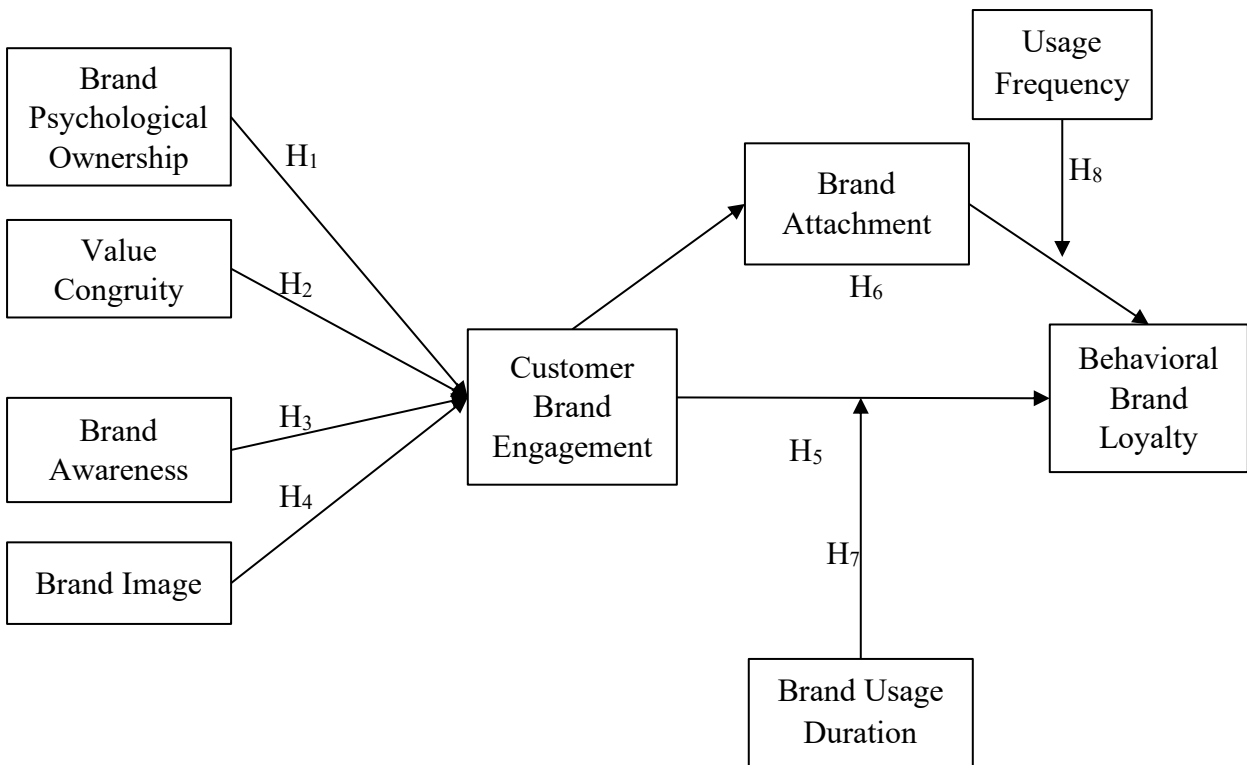 Brand
Psychological
Ownership
Value
Congruity
Brand
Awareness
Brand Image
H₁
H₂
H₃
H₄
Customer
Brand
Engagement
Brand
Attachment
H₆
Usage
Frequency
H₈
H₅
H₇
Behavioral
Brand
Loyalty
Brand Usage
Duration